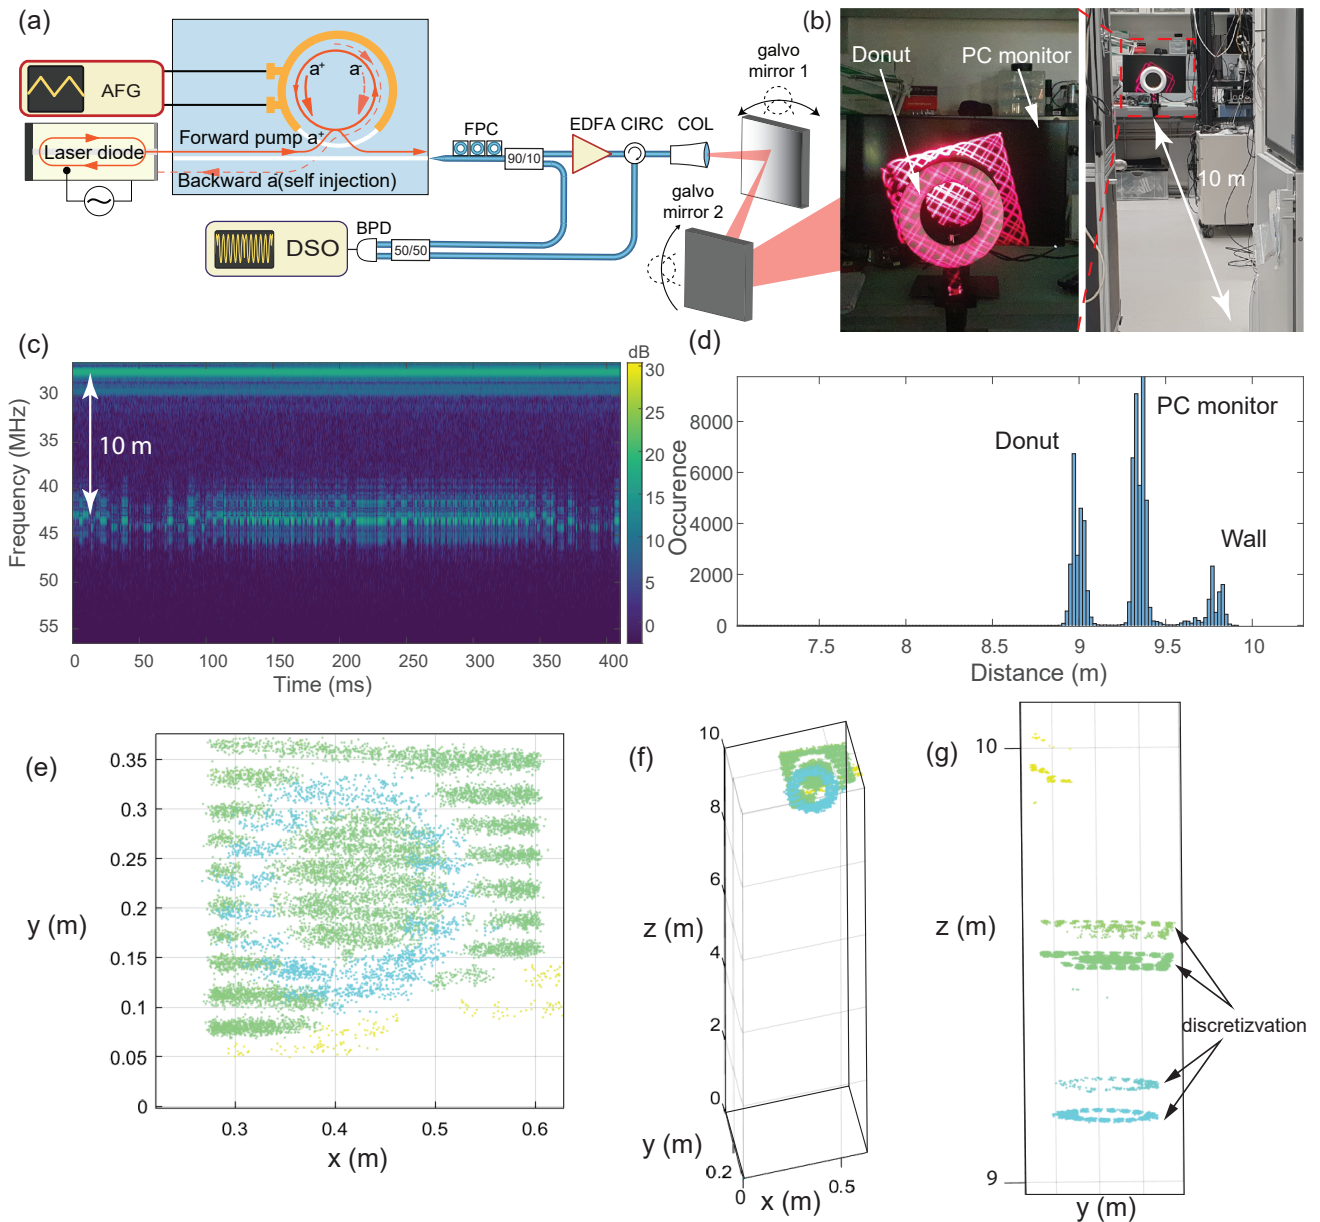 (a)
AFG
a⁺
a⁻
Forward pump a⁺
Laser diode
Backward a(self injection)
FPC
90/10
EDFA
CIRC
COL
galvo
mirror 1
galvo
mirror 2
DSO
BPD
50/50
(b)
Donut
PC monitor
10 m
(c)
dB
30
25
20
15
10
5
0
Frequency (MHz)
30
35
40
45
50
55
10 m
0
50
100
150
200
250
300
350
400
Time (ms)
(d)
Occurence
8000
6000
4000
2000
0
Donut
PC monitor
Wall
7.5
8
8.5
9
9.5
10
Distance (m)
(e)
y (m)
0.35
0.3
0.25
0.2
0.15
0.1
0.05
0
0.3
0.4
0.5
0.6
x (m)
(f)
10
8
6
4
2
0
z (m)
y (m)
0.2
0
x (m)
0.5
(g)
10
z (m)
9
discretizvation
y (m)